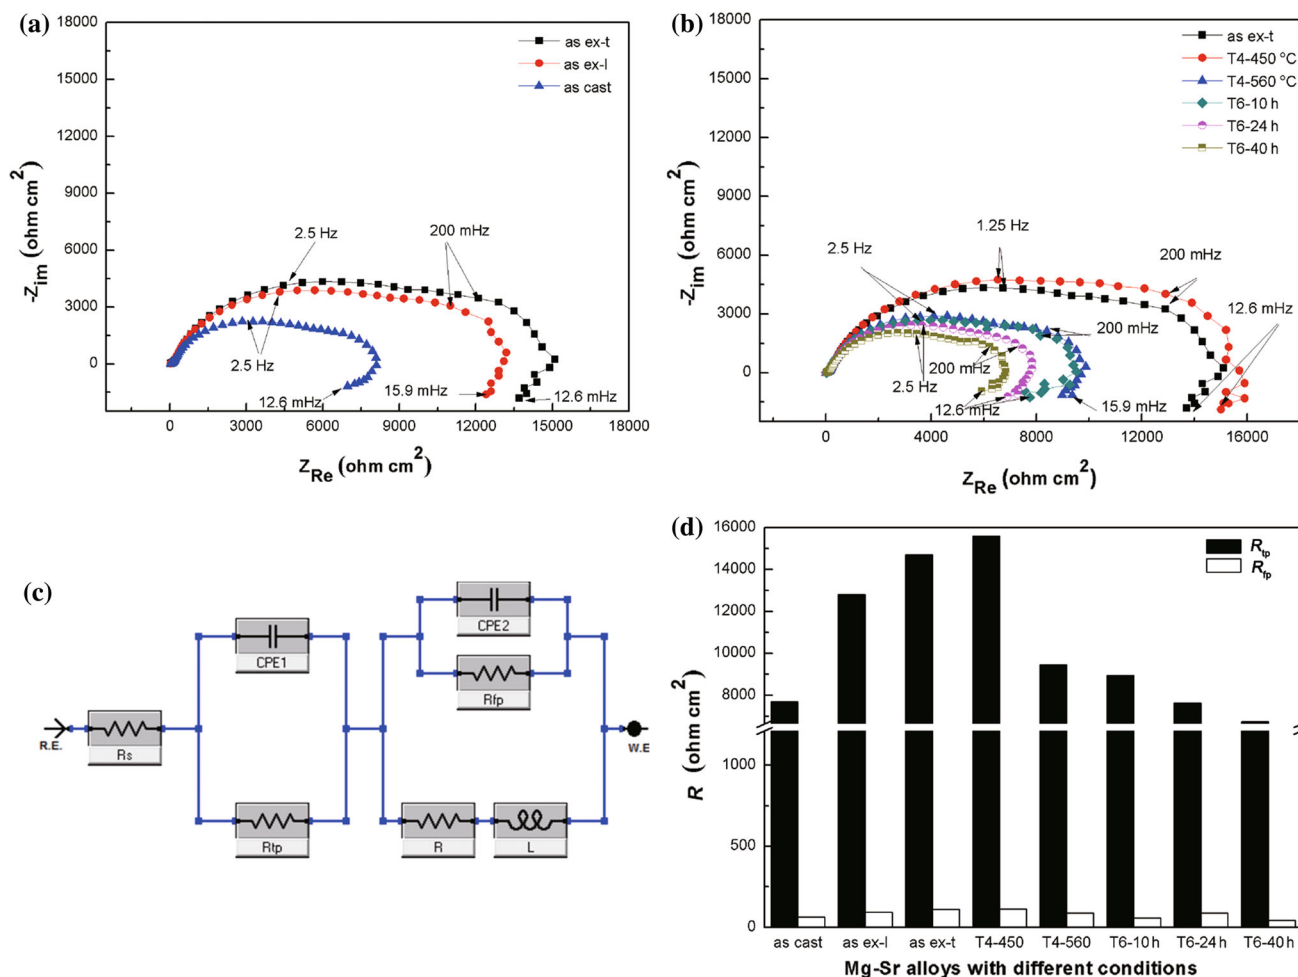 (a)
18000
15000
12000
9000
6000
3000
0
-Z_im (ohm cm²)
as ex-t
as ex-l
as cast
2.5 Hz
200 mHz
2.5 Hz
12.6 mHz
15.9 mHz
12.6 mHz
0 3000 6000 9000 12000 15000 18000
Z_Re (ohm cm²)
(b)
18000
15000
12000
9000
6000
3000
0
-Z_im (ohm cm²)
as ex-t
T4-450 °C
T4-560 °C
T6-10 h
T6-24 h
T6-40 h
2.5 Hz
1.25 Hz
200 mHz
12.6 mHz
200 mHz
200 mHz
2.5 Hz
12.6 mHz
15.9 mHz
0 4000 8000 12000 16000
Z_Re (ohm cm²)
(c)
R.E.
Rs
CPE1
Rtp
CPE2
Rfp
R
L
W.E
(d)
16000
14000
12000
10000
8000
1000
500
0
R (ohm cm²)
R_tp
R_fp
as cast as ex-l as ex-t T4-450 T4-560 T6-10 h T6-24 h T6-40 h
Mg-Sr alloys with different conditions